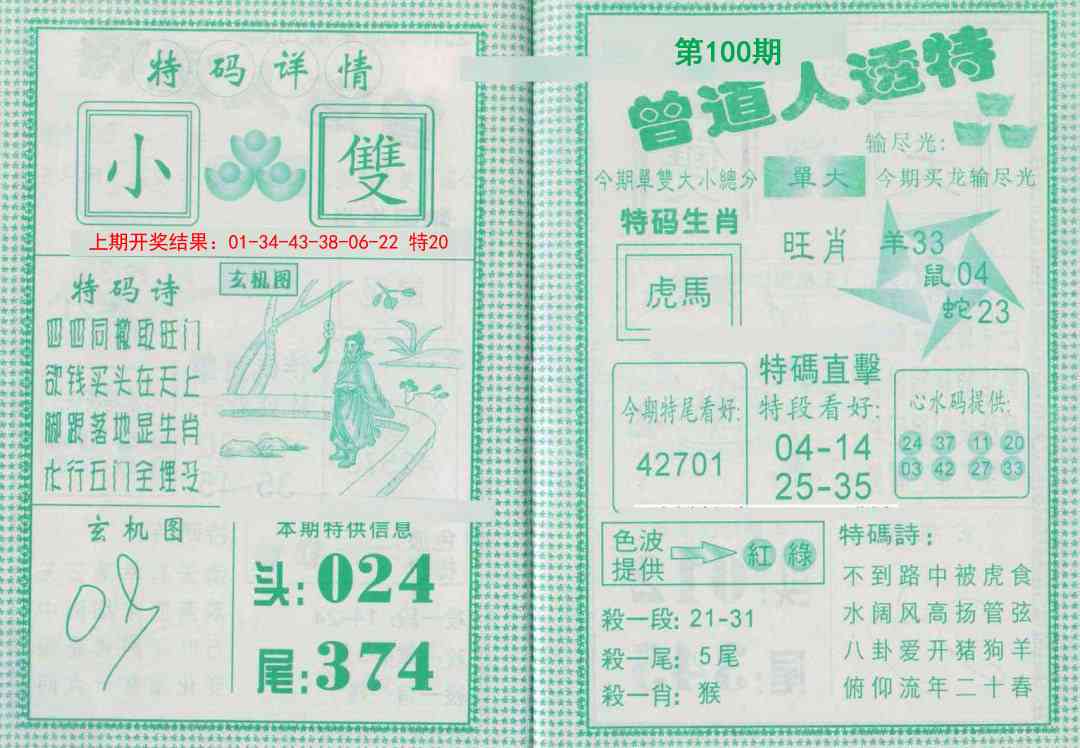 特码详情
小 雙
上期开奖结果：01-34-43-38-06-22 特20
特码诗
四四同撤取旺门
欲钱买头在天上
脚跟落地显生肖
化行五门全埋没
玄机图
玄机图
本期特供信息
头:024
尾:374
第100期
曾道人透特
输尽光:
今期單雙大小總分 單大 今期买龙输尽光
特码生肖
虎馬
旺肖
羊33
鼠04
蛇23
今期特尾看好:
42701
特碼直擊
特段看好:
04-14
25-35
心水码提供:
24 37 11 20
03 42 27 33
色波
提供
紅 綠
殺一段: 21-31
殺一尾: 5尾
殺一肖: 猴
特碼詩:
不到路中被虎食
水阔风高扬管弦
八卦爱开猪狗羊
俯仰流年二十春